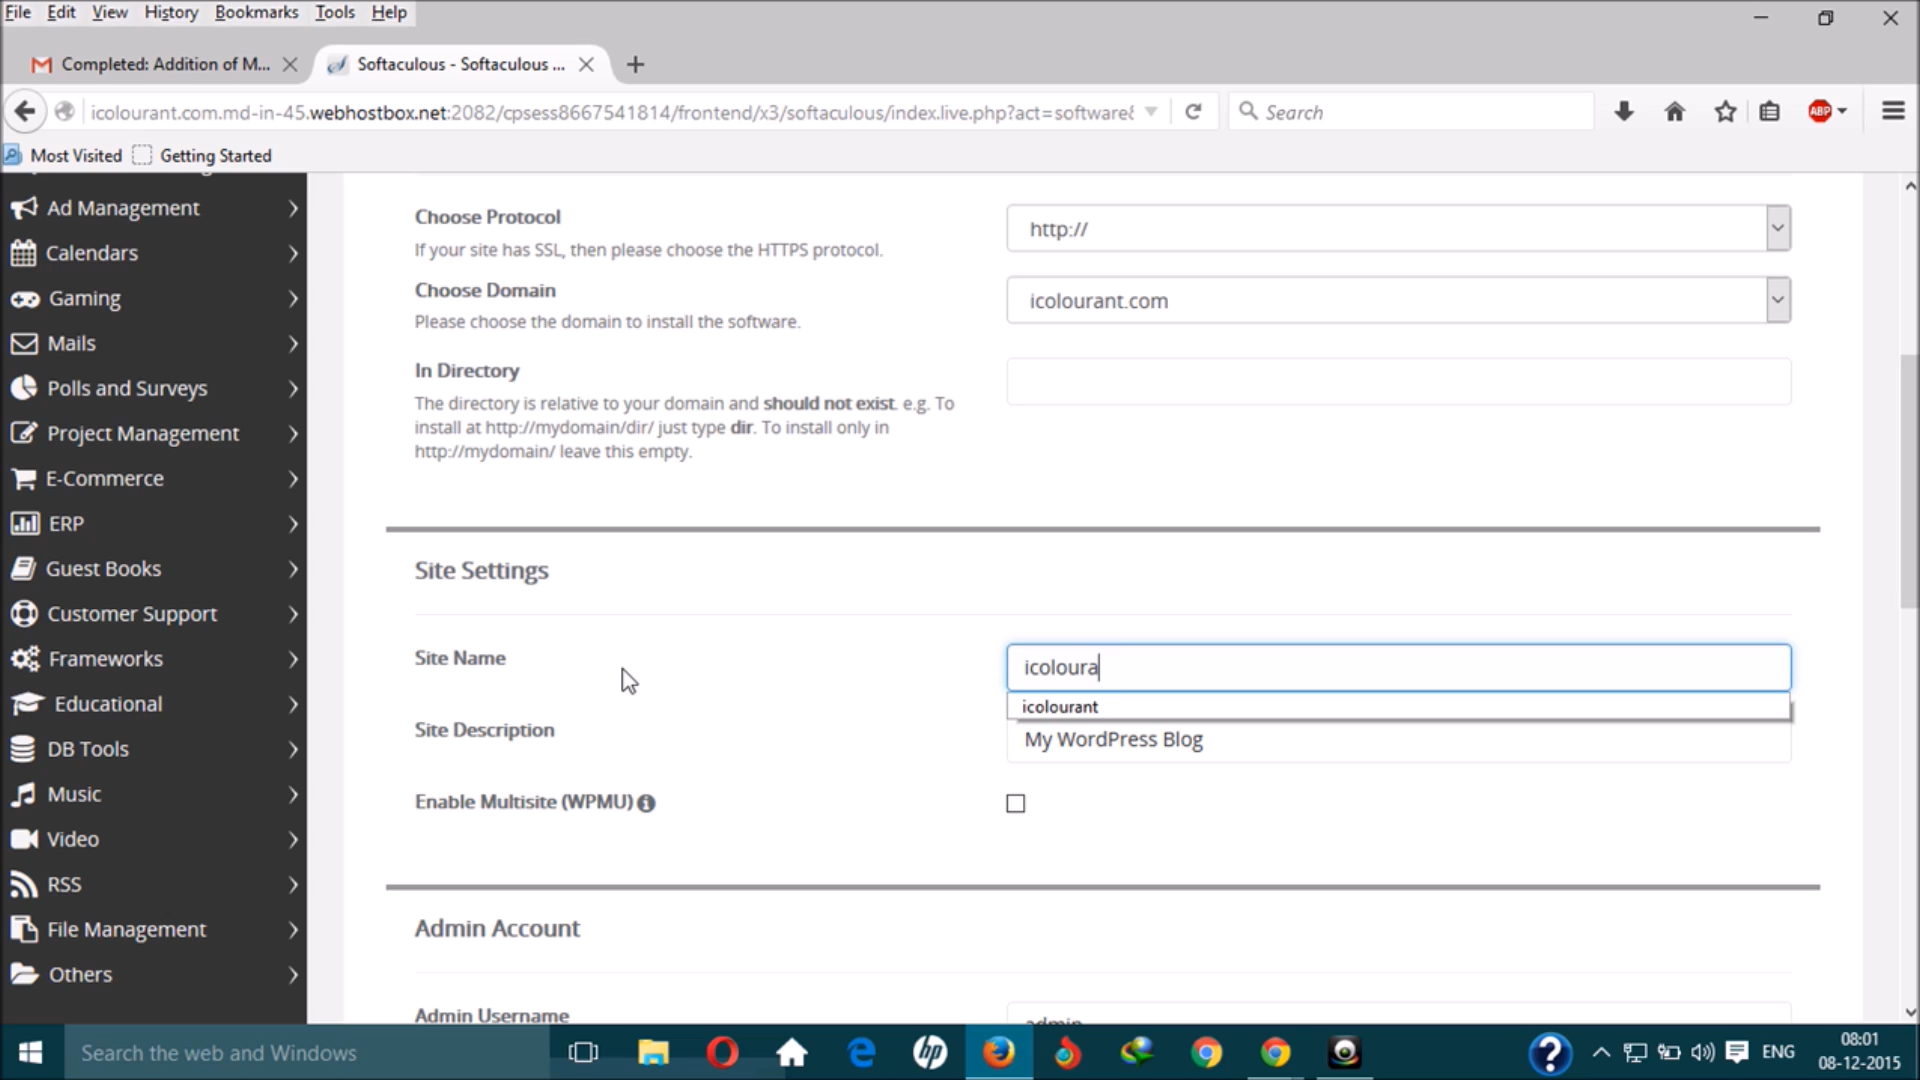 File Edit View History Bookmarks Tools Help
Completed: Addition of M...
Softaculous - Softaculous ...
icolourant.com.md-in-45.webhostbox.net:2082/cpsess8667541814/frontend/x3/softaculous/index.live.php?act=software&
Search
ABP
Most Visited
Getting Started
Ad Management
Calendars
Gaming
Mails
Polls and Surveys
Project Management
E-Commerce
ERP
Guest Books
Customer Support
Frameworks
Educational
DB Tools
Music
Video
RSS
File Management
Others
Choose Protocol
If your site has SSL, then please choose the HTTPS protocol.
http://
Choose Domain
Please choose the domain to install the software.
icolourant.com
In Directory
The directory is relative to your domain and should not exist. e.g. To
install at http://mydomain/dir/ just type dir. To install only in
http://mydomain/ leave this empty.
Site Settings
Site Name
icoloura
icolourant
Site Description
My WordPress Blog
Enable Multisite (WPMU)
Admin Account
Admin Username
admin
Search the web and Windows
hp
ENG
08:01
08-12-2015